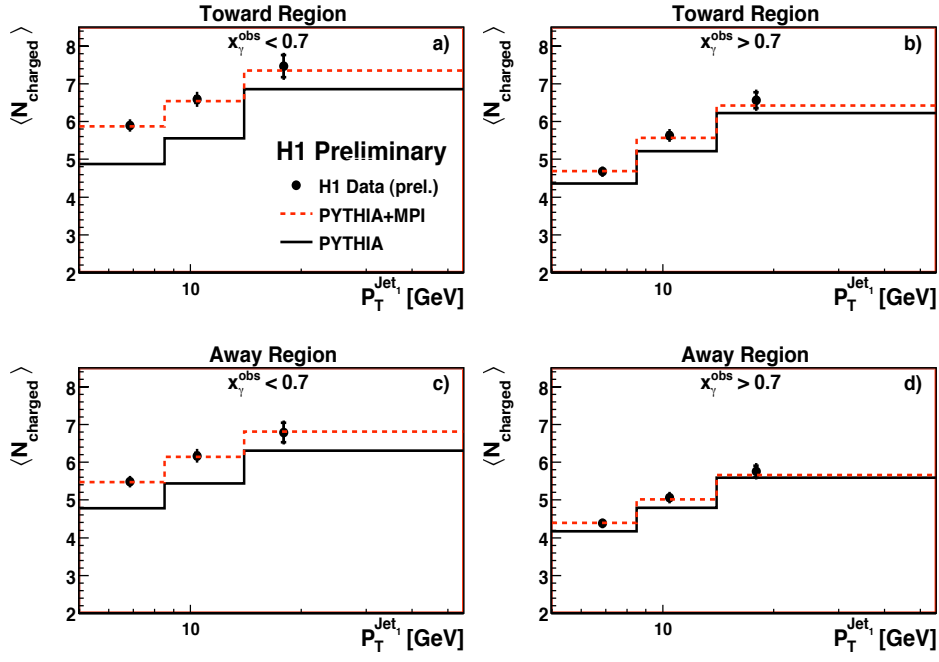 Toward Region
⟨N_charged⟩
x_γ^obs < 0.7
a)
8
7
6
5
4
3
2
H1 Preliminary
H1 Data (prel.)
PYTHIA+MPI
PYTHIA
10
P_T^Jet_1 [GeV]
Toward Region
⟨N_charged⟩
x_γ^obs > 0.7
b)
8
7
6
5
4
3
2
10
P_T^Jet_1 [GeV]
Away Region
⟨N_charged⟩
x_γ^obs < 0.7
c)
8
7
6
5
4
3
2
10
P_T^Jet_1 [GeV]
Away Region
⟨N_charged⟩
x_γ^obs > 0.7
d)
8
7
6
5
4
3
2
10
P_T^Jet_1 [GeV]